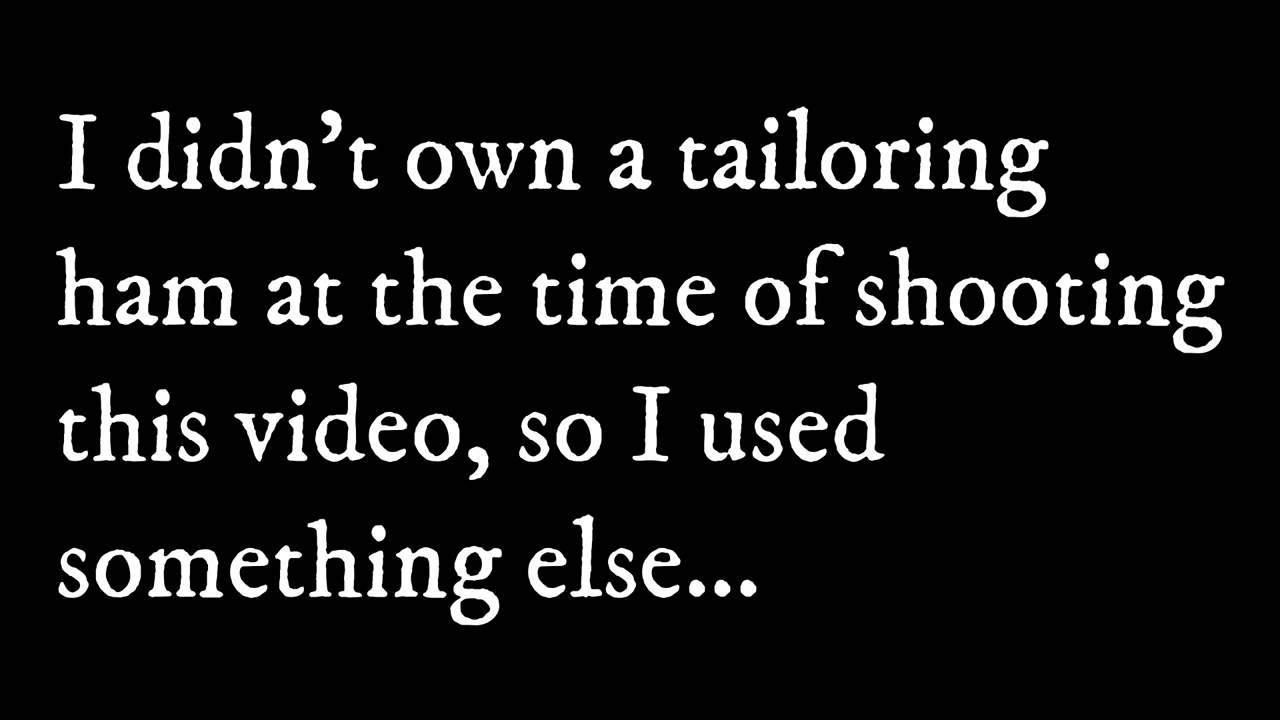 I didn’t own a tailoring
ham at the time of shooting
this video, so I used
something else...